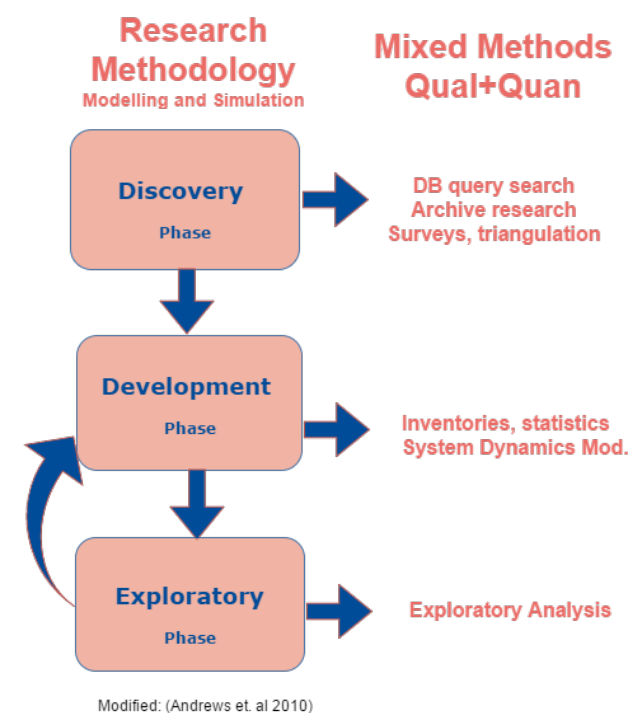 Research
Methodology
Modelling and Simulation
Mixed Methods
Qual+Quan
Discovery
Phase
DB query search
Archive research
Surveys, triangulation
Development
Phase
Inventories, statistics
System Dynamics Mod.
Exploratory
Phase
Exploratory Analysis
Modified: (Andrews et. al 2010)